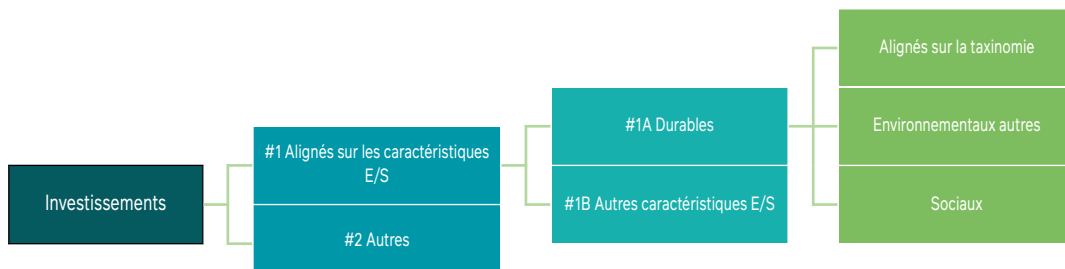 Investissements
#1 Alignés sur les caractéristiques
E/S
#2 Autres
#1A Durables
#1B Autres caractéristiques E/S
Alignés sur la taxinomie
Environnementaux autres
Sociaux